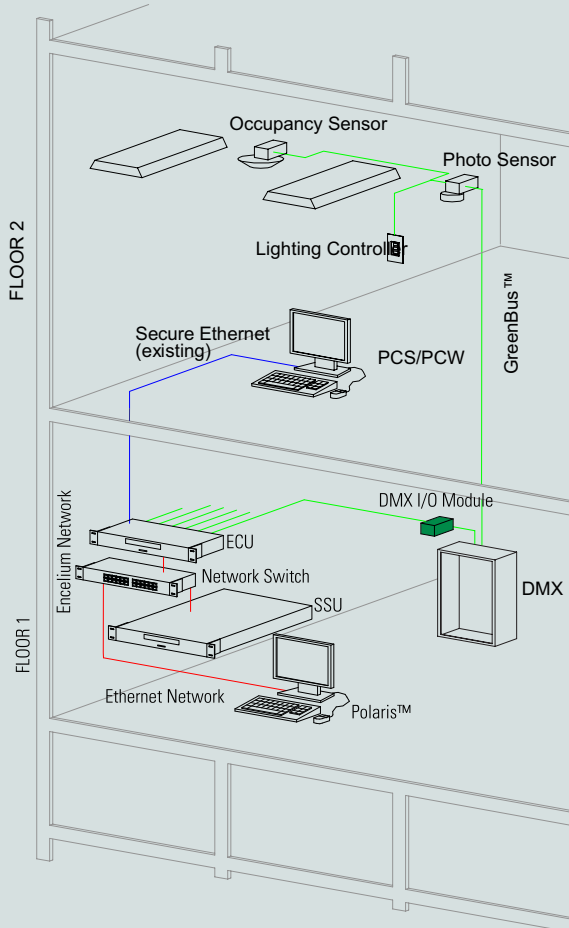 Occupancy Sensor
Photo Sensor
Lighting Controller
FLOOR 2
GreenBus™
Secure Ethernet
(existing)
PCS/PCW
DMX I/O Module
Encelium Network
ECU
Network Switch
DMX
SSU
FLOOR 1
Ethernet Network
Polaris™